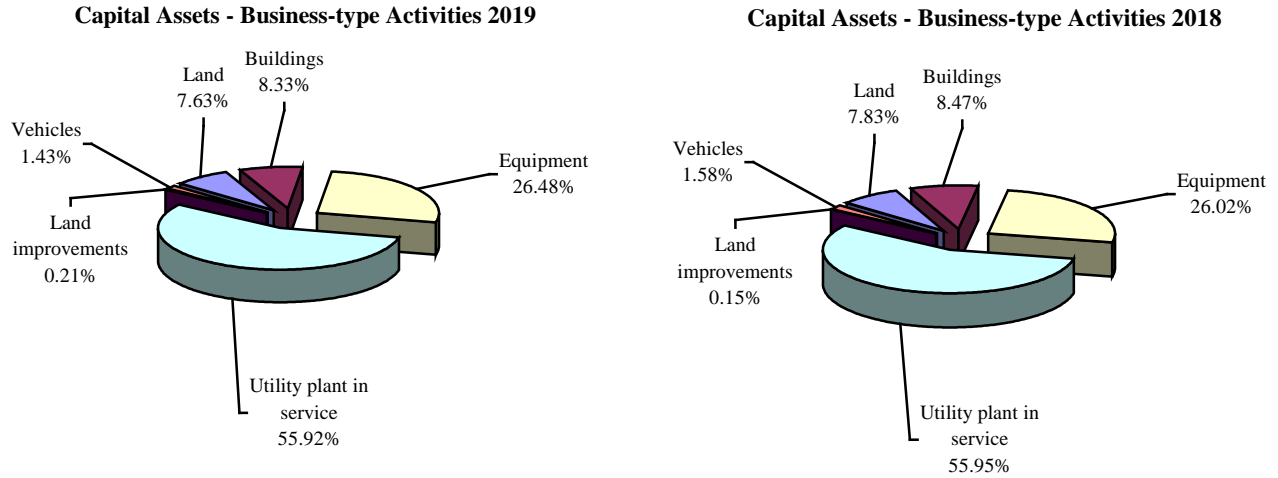 Capital Assets - Business-type Activities 2019
Buildings
8.33%
Land
7.63%
Vehicles
1.43%
Equipment
26.48%
Land
improvements
0.21%
Utility plant in
service
55.92%
Capital Assets - Business-type Activities 2018
Buildings
8.47%
Land
7.83%
Vehicles
1.58%
Equipment
26.02%
Land
improvements
0.15%
Utility plant in
service
55.95%